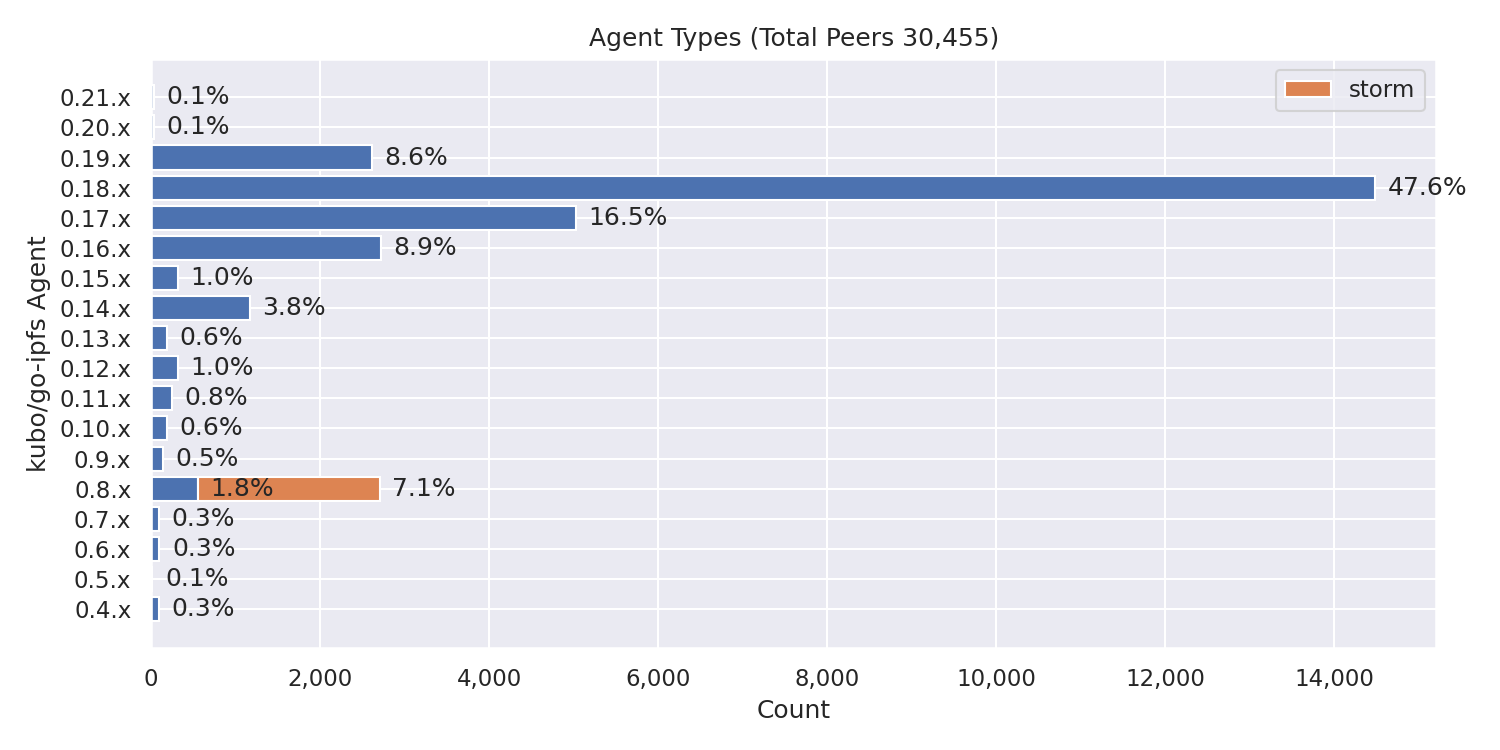 Agent Types (Total Peers 30,455)
storm
kubo/go-ipfs Agent
0.21.x 0.1%
0.20.x 0.1%
0.19.x 8.6%
0.18.x 47.6%
0.17.x 16.5%
0.16.x 8.9%
0.15.x 1.0%
0.14.x 3.8%
0.13.x 0.6%
0.12.x 1.0%
0.11.x 0.8%
0.10.x 0.6%
0.9.x 0.5%
0.8.x 1.8% 7.1%
0.7.x 0.3%
0.6.x 0.3%
0.5.x 0.1%
0.4.x 0.3%
0 2,000 4,000 6,000 8,000 10,000 12,000 14,000
Count